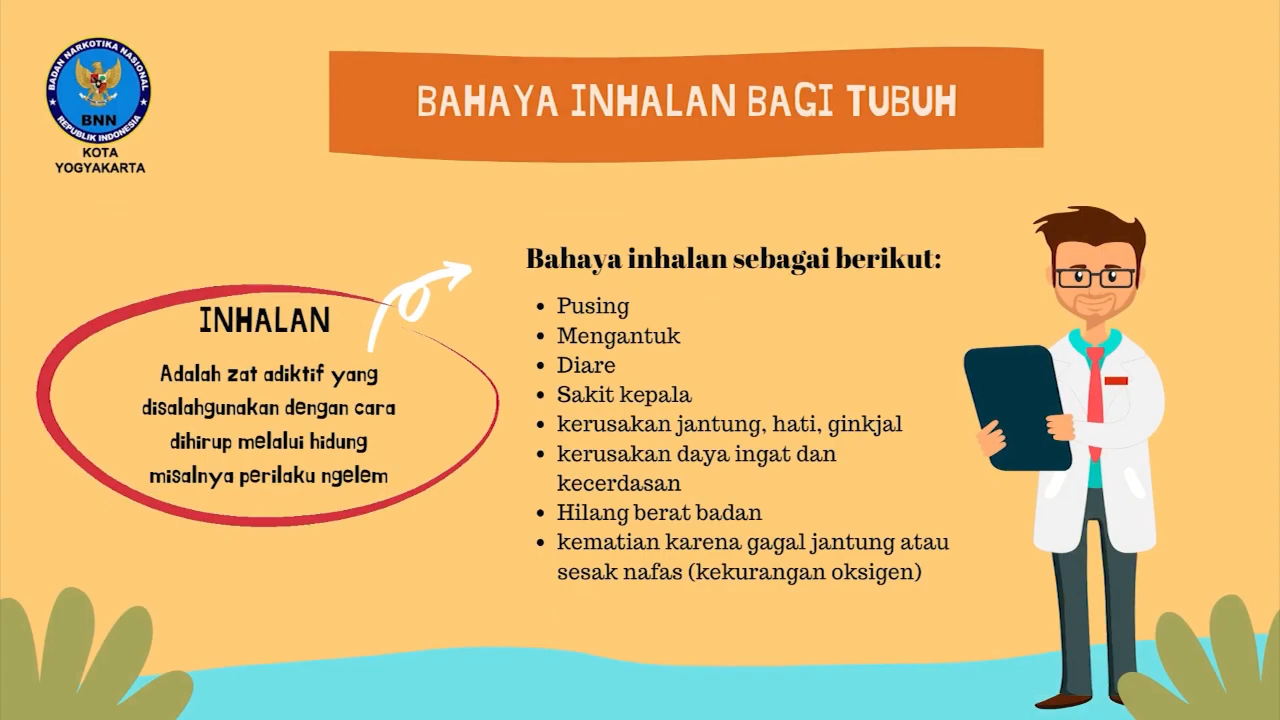 BADAN NARKOTIKA NASIONAL
BNN
REPUBLIK INDONESIA
KOTA
YOGYAKARTA
BAHAYA INHALAN BAGI TUBUH
INHALAN
Adalah zat adiktif yang
disalahgunakan dengan cara
dihirup melalui hidung
misalnya perilaku ngelem
Bahaya inhalan sebagai berikut:
• Pusing
• Mengantuk
• Diare
• Sakit kepala
• kerusakan jantung, hati, ginkjal
• kerusakan daya ingat dan
kecerdasan
• Hilang berat badan
• kematian karena gagal jantung atau
sesak nafas (kekurangan oksigen)